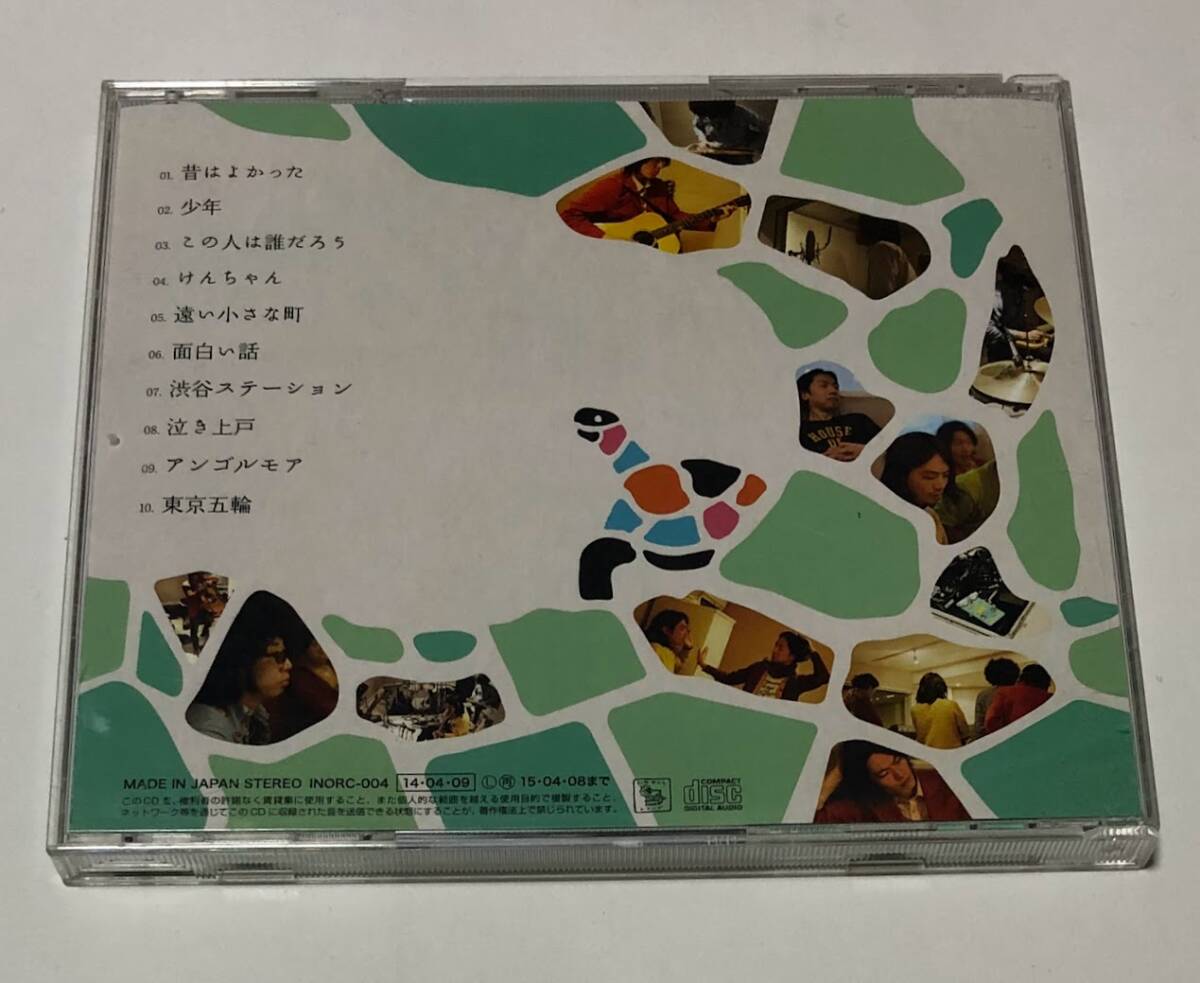 01. 昔はよかった
02. 少年
03. この人は誰だろう
04. けんちゃん
05. 遠い小さな町
06. 面白い話
07. 渋谷ステーション
08. 泣き上戸
09. アンゴルモア
10. 東京五輪
HOUSE OF
MADE IN JAPAN STEREO INORC-004 14・04・09 Ⓛ 再 15・04・08まで
このCDを、権利者の許諾なく賃貸業に使用すること、また個人的な範囲を越える使用目的で複製すること、
ネットワーク等を通じてこのCDに収録された音を送信できる状態にすることが、著作権法上で禁じられています。
COMPACT
disc
DIGITAL AUDIO